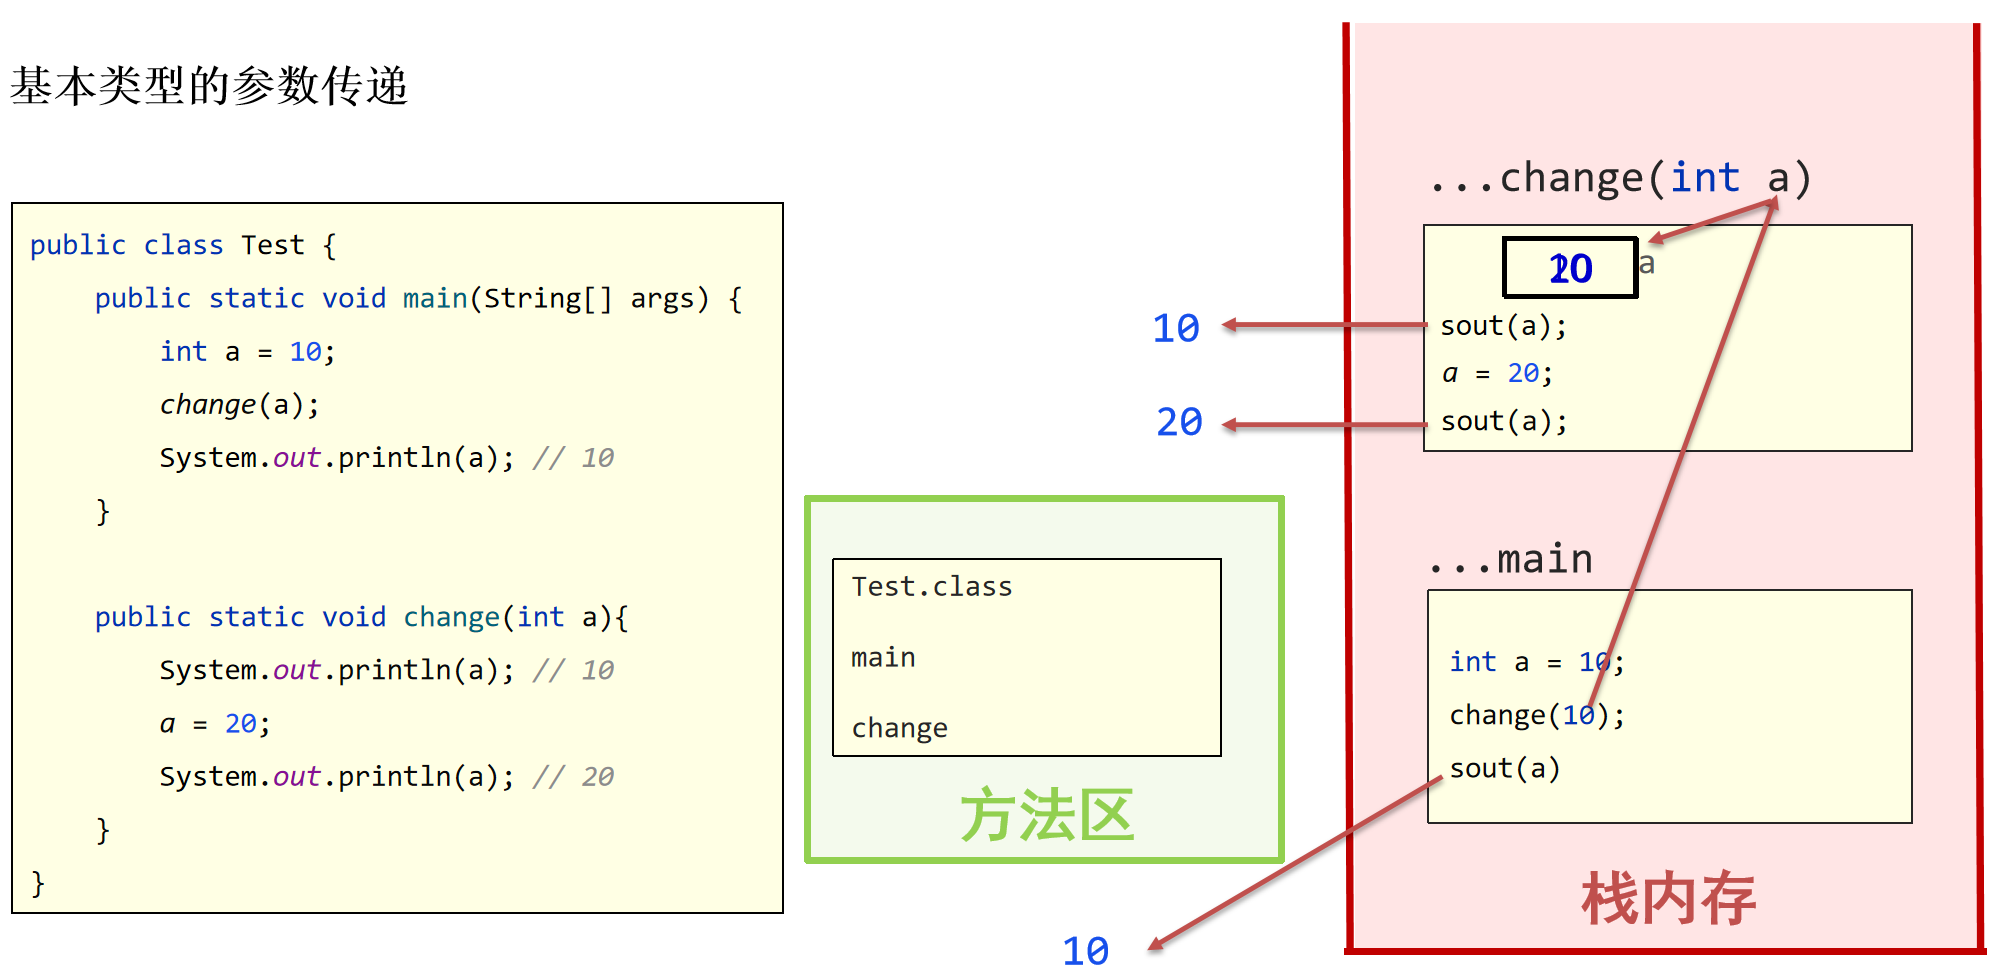 基本类型的参数传递
public class Test {
public static void main(String[] args) {
int a = 10;
change(a);
System.out.println(a); // 10
}
public static void change(int a){
System.out.println(a); // 10
a = 20;
System.out.println(a); // 20
}
}
Test.class
main
change
方法区
...change(int a)
a
sout(a);
a = 20;
sout(a);
10
20
...main
int a = 10;
change(10);
sout(a)
10
栈内存